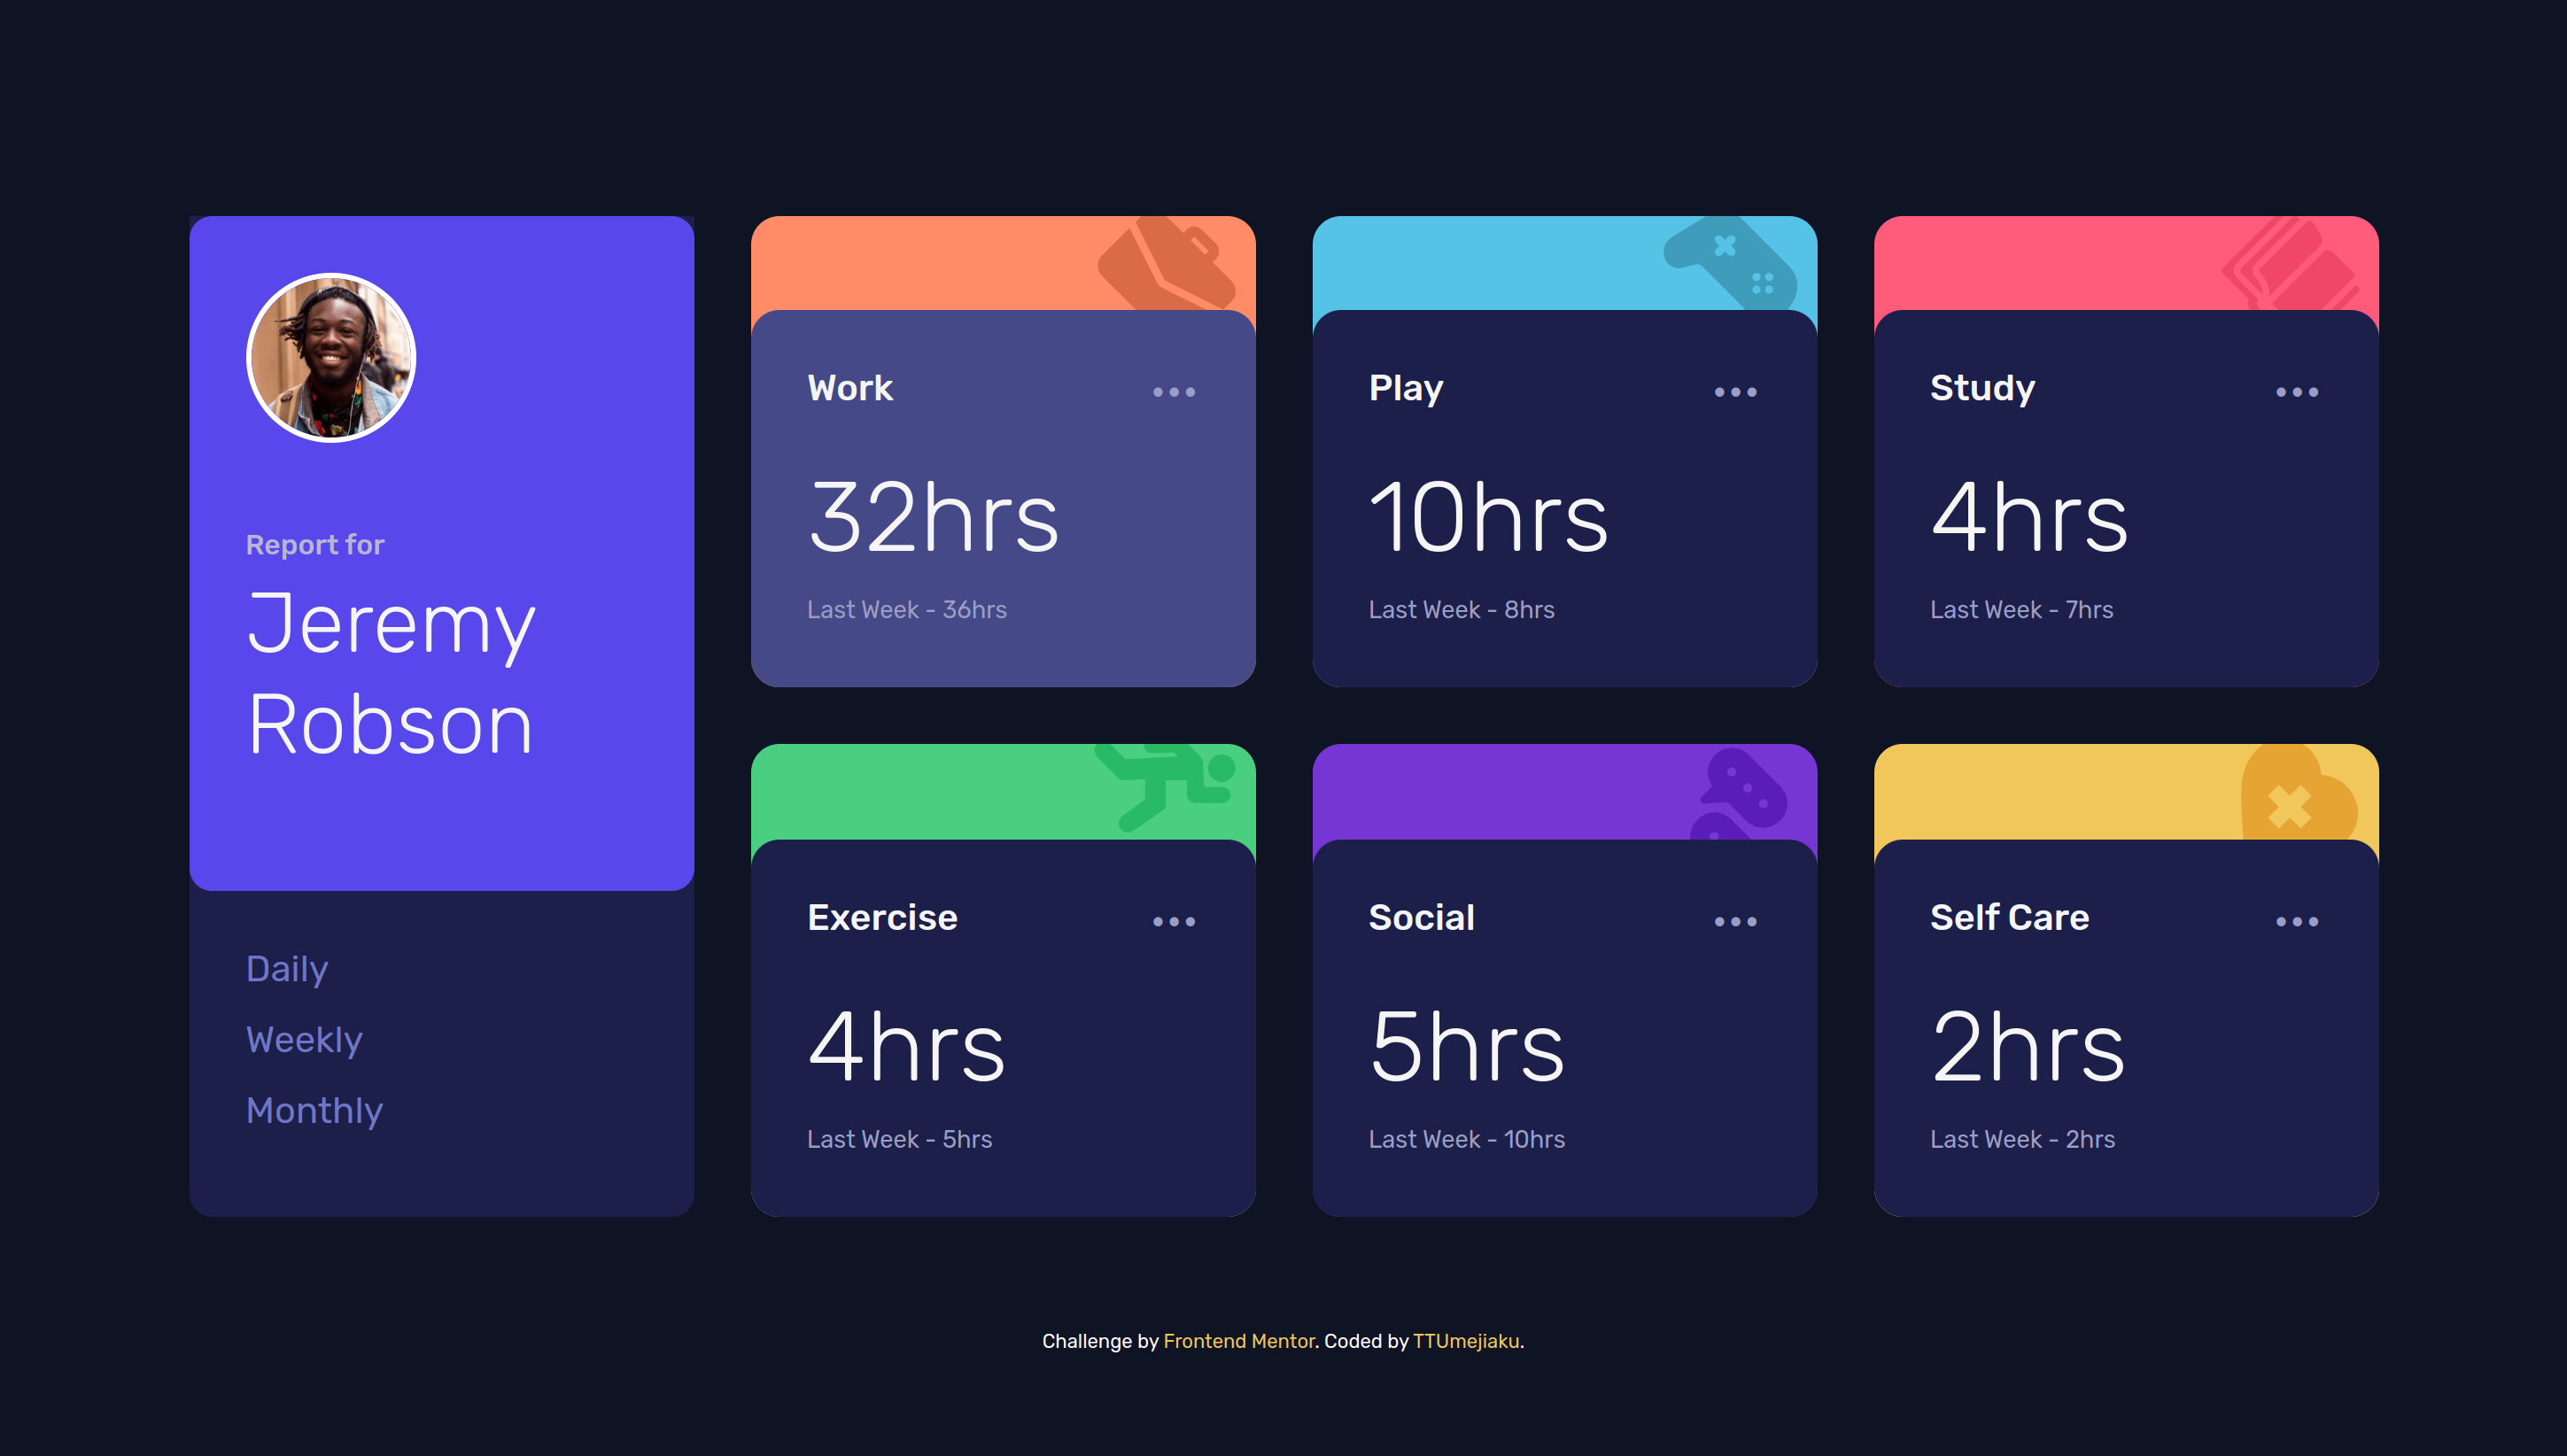 Report for
Jeremy
Robson
Daily
Weekly
Monthly
Work
32hrs
Last Week - 36hrs
Play
10hrs
Last Week - 8hrs
Study
4hrs
Last Week - 7hrs
Exercise
4hrs
Last Week - 5hrs
Social
5hrs
Last Week - 10hrs
Self Care
2hrs
Last Week - 2hrs
Challenge by Frontend Mentor. Coded by TTUmejiaku.